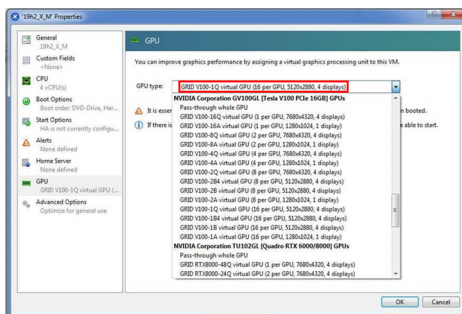 '19h2_X_M' Properties
General
19h2_X_M
Custom Fields
<None>
CPU
4 vCPU(s)
Boot Options
Boot order: DVD-Drive, Har...
Start Options
HA is not currently configu...
Alerts
None defined
Home Server
None defined
GPU
GRID V100-1Q virtual GPU (...
Advanced Options
Optimize for general use
GPU
You can improve graphics performance by assigning a virtual graphics processing unit to this VM.
GPU type:
GRID V100-1Q virtual GPU (16 per GPU, 5120x2880, 4 displays)
NVIDIA Corporation GV100GL [Tesla V100 PCIe 16GB] GPUs
Pass-through whole GPU
GRID V100-16Q virtual GPU (1 per GPU, 7680x4320, 4 displays)
GRID V100-16A virtual GPU (1 per GPU, 1280x1024, 1 display)
GRID V100-8Q virtual GPU (2 per GPU, 7680x4320, 4 displays)
GRID V100-8A virtual GPU (2 per GPU, 1280x1024, 1 display)
GRID V100-4Q virtual GPU (4 per GPU, 7680x4320, 4 displays)
GRID V100-4A virtual GPU (4 per GPU, 1280x1024, 1 display)
GRID V100-2Q virtual GPU (8 per GPU, 7680x4320, 4 displays)
GRID V100-2B4 virtual GPU (8 per GPU, 5120x2880, 4 displays)
GRID V100-2B virtual GPU (8 per GPU, 5120x2880, 4 displays)
GRID V100-2A virtual GPU (8 per GPU, 1280x1024, 1 display)
GRID V100-1Q virtual GPU (16 per GPU, 5120x2880, 4 displays)
GRID V100-1B4 virtual GPU (16 per GPU, 5120x2880, 4 displays)
GRID V100-1B virtual GPU (16 per GPU, 5120x2880, 4 displays)
GRID V100-1A virtual GPU (16 per GPU, 1280x1024, 1 display)
NVIDIA Corporation TU102GL [Quadro RTX 6000/8000] GPUs
Pass-through whole GPU
GRID RTX8000-48Q virtual GPU (1 per GPU, 7680x4320, 4 displays)
GRID RTX8000-24Q virtual GPU (2 per GPU, 7680x4320, 4 displays)
It is esser
n booted.
If there is
e able to start.
OK
Cancel